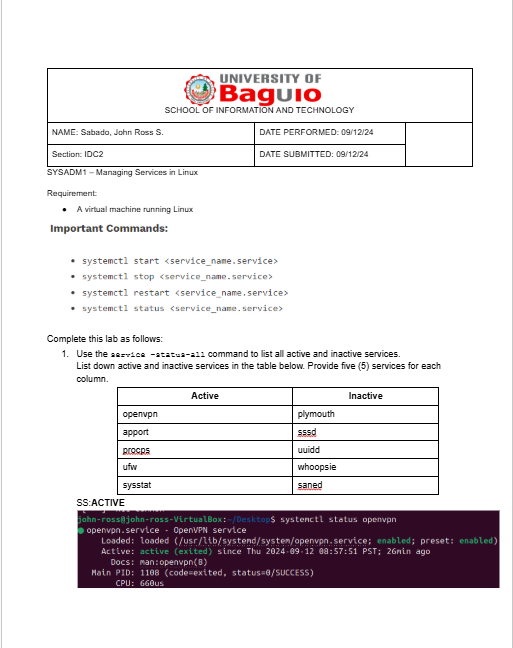 UNIVERSITY OF
Baguio
SCHOOL OF INFORMATION AND TECHNOLOGY
NAME: Sabado, John Ross S.
DATE PERFORMED: 09/12/24
Section: IDC2
DATE SUBMITTED: 09/12/24
SYSADM1 – Managing Services in Linux
Requirement:
• A virtual machine running Linux
Important Commands:
• systemctl start <service_name.service>
• systemctl stop <service_name.service>
• systemctl restart <service_name.service>
• systemctl status <service_name.service>
Complete this lab as follows:
1. Use the service -status-all command to list all active and inactive services.
List down active and inactive services in the table below. Provide five (5) services for each
column.
Active Inactive
openvpn plymouth
apport sssd
procps uuidd
ufw whoopsie
sysstat saned
SS:ACTIVE
john-ross@john-ross-VirtualBox:~/Desktop$ systemctl status openvpn
● openvpn.service - OpenVPN service
Loaded: loaded (/usr/lib/systemd/system/openvpn.service; enabled; preset: enabled)
Active: active (exited) since Thu 2024-09-12 08:57:51 PST; 26min ago
Docs: man:openvpn(8)
Main PID: 1108 (code=exited, status=0/SUCCESS)
CPU: 660us